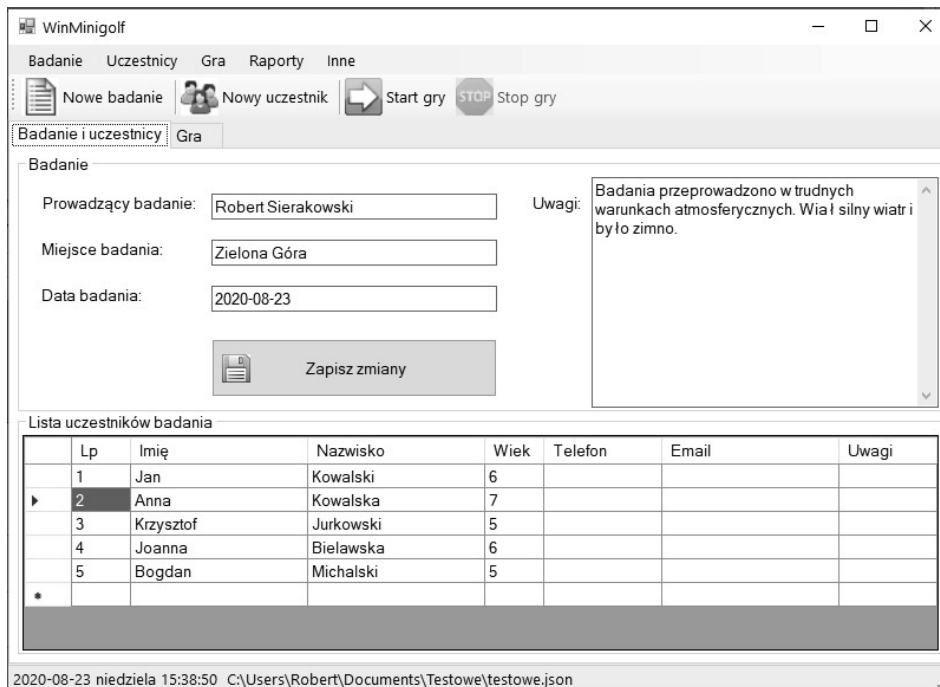 WinMinigolf
Badanie Uczestnicy Gra Raporty Inne
Nowe badanie Nowy uczestnik Start gry STOP Stop gry
Badanie i uczestnicy Gra
Badanie
Prowadzący badanie: Robert Sierakowski
Miejsce badania: Zielona Góra
Data badania: 2020-08-23
Zapisz zmiany
Uwagi: Badania przeprowadzono w trudnych
warunkach atmosferycznych. Wiał silny wiatr i
było zimno.
Lista uczestników badania
Lp Imię Nazwisko Wiek Telefon Email Uwagi
1 Jan Kowalski 6
2 Anna Kowalska 7
3 Krzysztof Jurkowski 5
4 Joanna Bielawska 6
5 Bogdan Michalski 5
2020-08-23 niedziela 15:38:50 C:\Users\Robert\Documents\Testowe\testowe.json